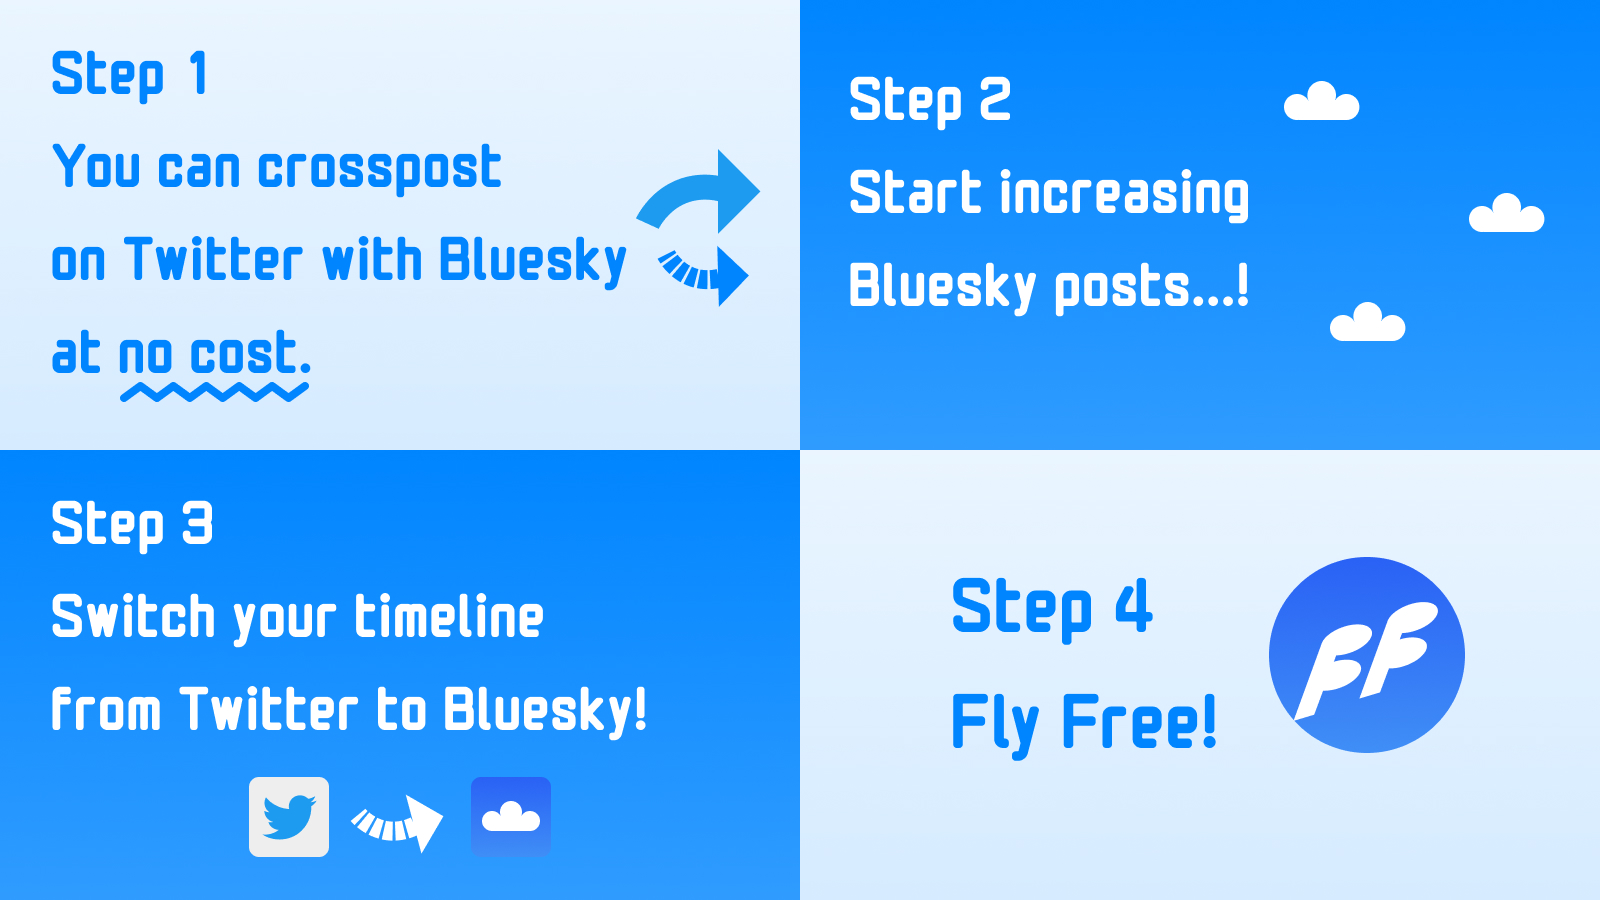 Step 1
You can crosspost
on Twitter with Bluesky
at no cost.
Step 2
Start increasing
Bluesky posts...!
Step 3
Switch your timeline
from Twitter to Bluesky!
Step 4
Fly Free!
FF